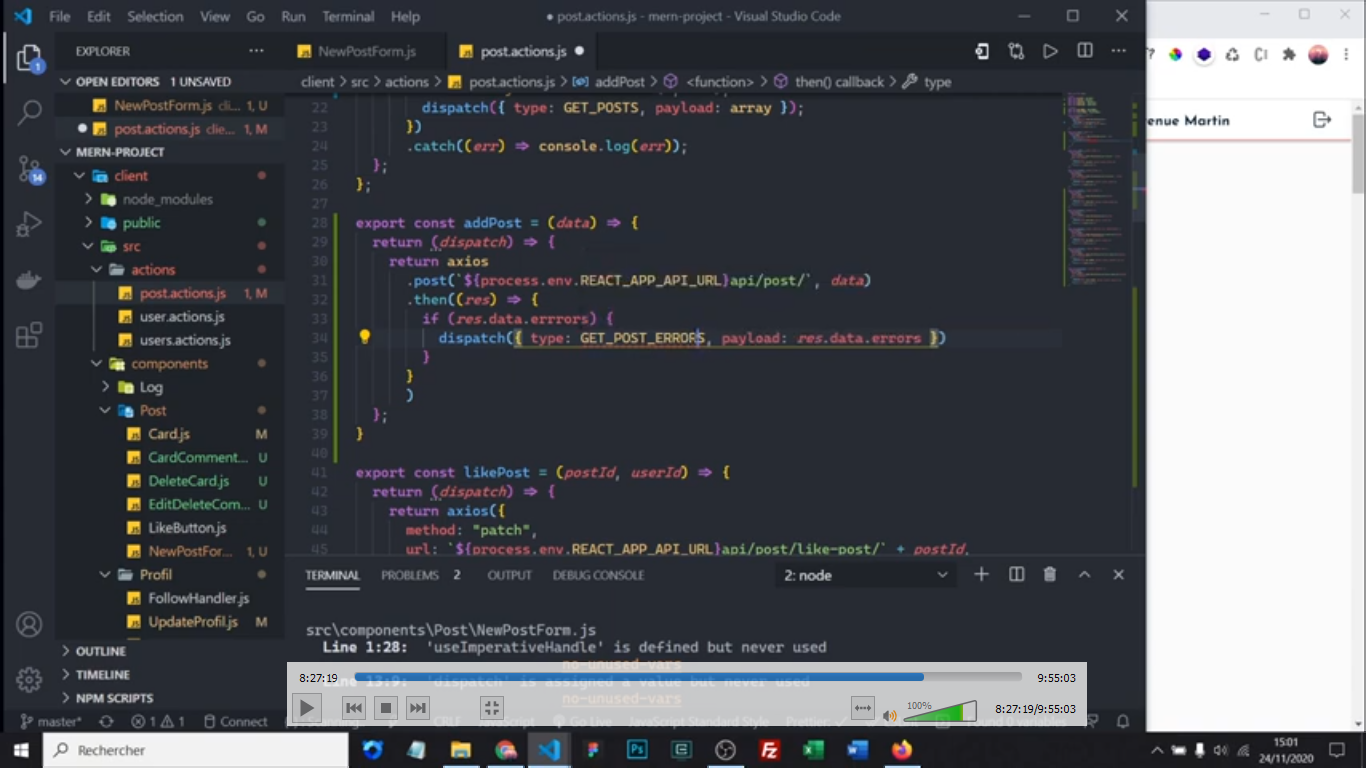 File Edit Selection View Go Run Terminal Help
● post.actions.js - mern-project - Visual Studio Code
EXPLORER
OPEN EDITORS 1 UNSAVED
NewPostForm.js cli... 1, U
post.actions.js clie... 1, M
MERN-PROJECT
client
node_modules
public
src
actions
post.actions.js 1, M
user.actions.js
users.actions.js
components
Log
Post
Card.js M
CardComment... U
DeleteCard.js U
EditDeleteCom... U
LikeButton.js
NewPostFor... 1, U
Profil
FollowHandler.js
UpdateProfil.js M
OUTLINE
TIMELINE
NPM SCRIPTS
NewPostForm.js
post.actions.js
client > src > actions > post.actions.js > addPost > <function> > then() callback > type
22 dispatch({ type: GET_POSTS, payload: array });
23 })
24 .catch((err) => console.log(err));
25 };
26 };
27
28 export const addPost = (data) => {
29 return (dispatch) => {
30 return axios
31 .post(`${process.env.REACT_APP_API_URL}api/post/`, data)
32 .then((res) => {
33 if (res.data.errrors) {
34 dispatch({ type: GET_POST_ERRORS, payload: res.data.errors })
35 }
36 }
37 )
38 };
39 }
40
41 export const likePost = (postId, userId) => {
42 return (dispatch) => {
43 return axios({
44 method: "patch",
45 url: `${process.env.REACT_APP_API_URL}api/post/like-post/` + postId,
TERMINAL PROBLEMS 2 OUTPUT DEBUG CONSOLE
2: node
src\components\Post\NewPostForm.js
Line 1:28: 'useImperativeHandle' is defined but never used
no-unused-vars
Line 13:9: 'dispatch' is assigned a value but never used
no-unused-vars
8:27:19
9:55:03
100%
8:27:19/9:55:03
master*
1
1
Connect
CRLF
JavaScript
Go Live
JavaScript Standard Style
Prettier: ✓
Found 0 variables
enue Martin
1
14
Rechercher
15:01
24/11/2020